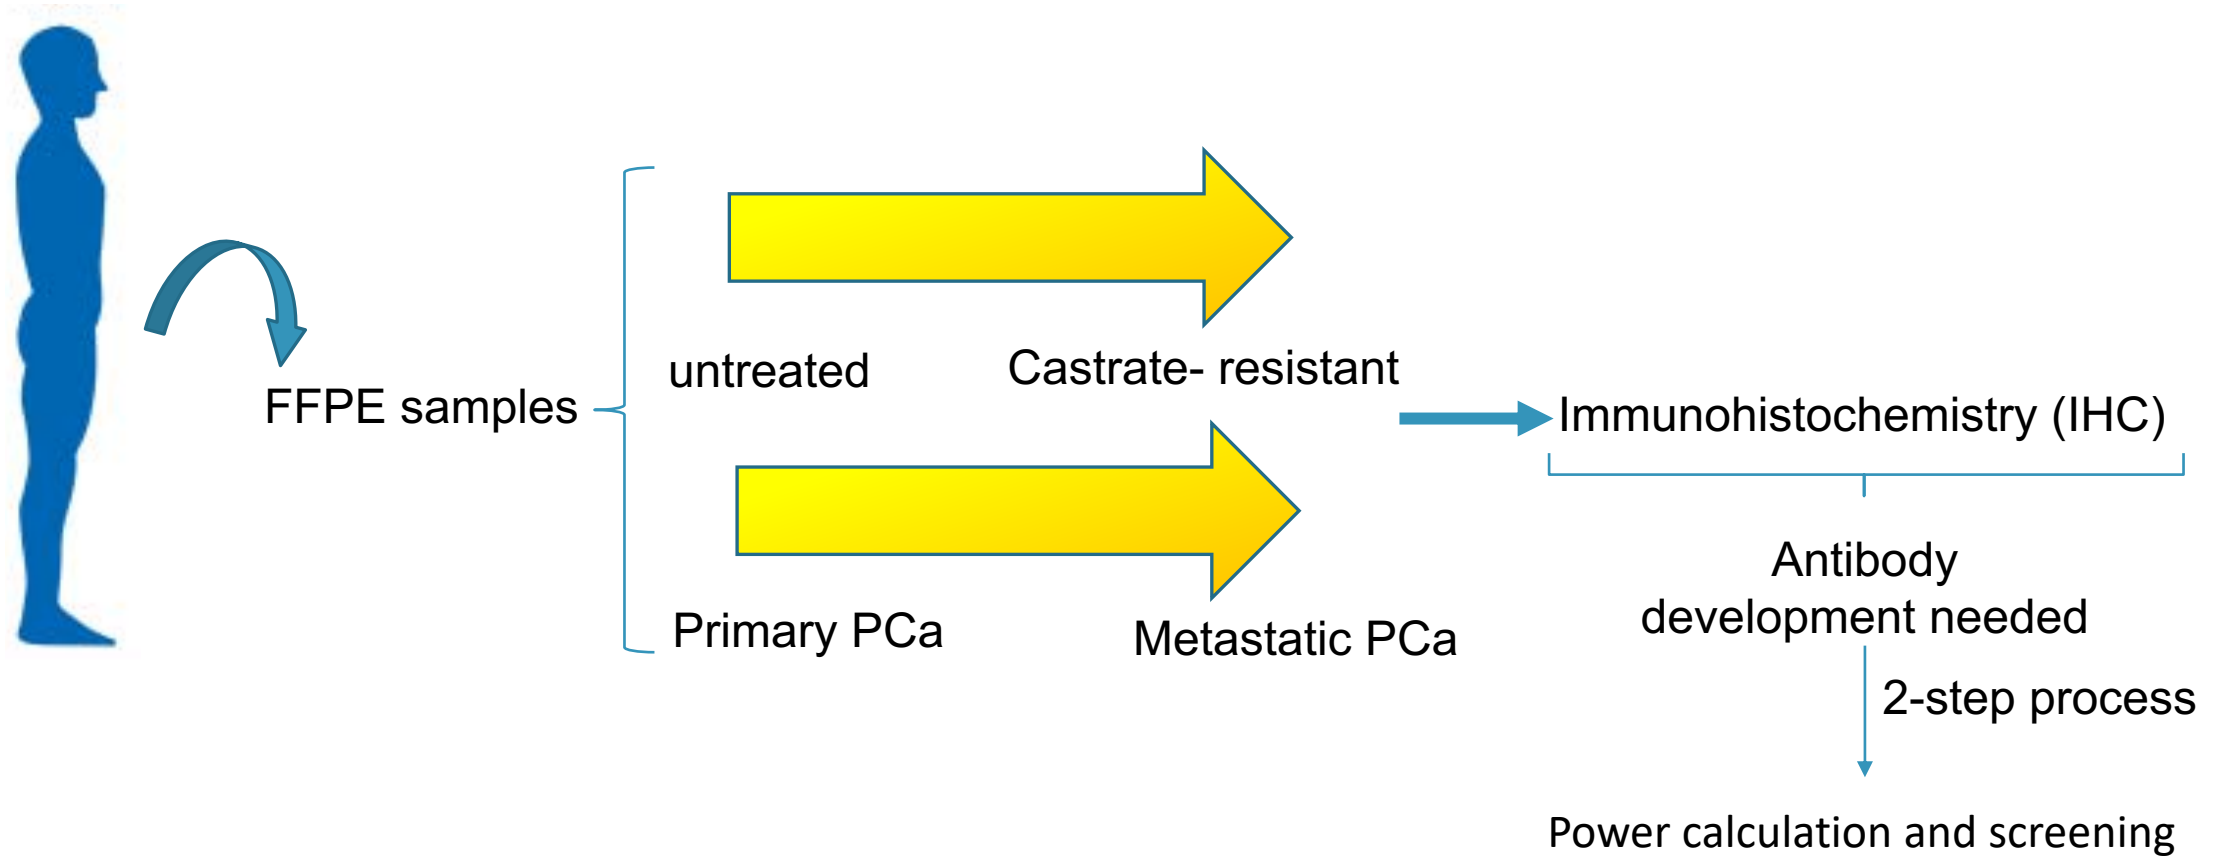 FFPE samples
untreated
Castrate- resistant
Primary PCa
Metastatic PCa
Immunohistochemistry (IHC)
Antibody
development needed
2-step process
Power calculation and screening